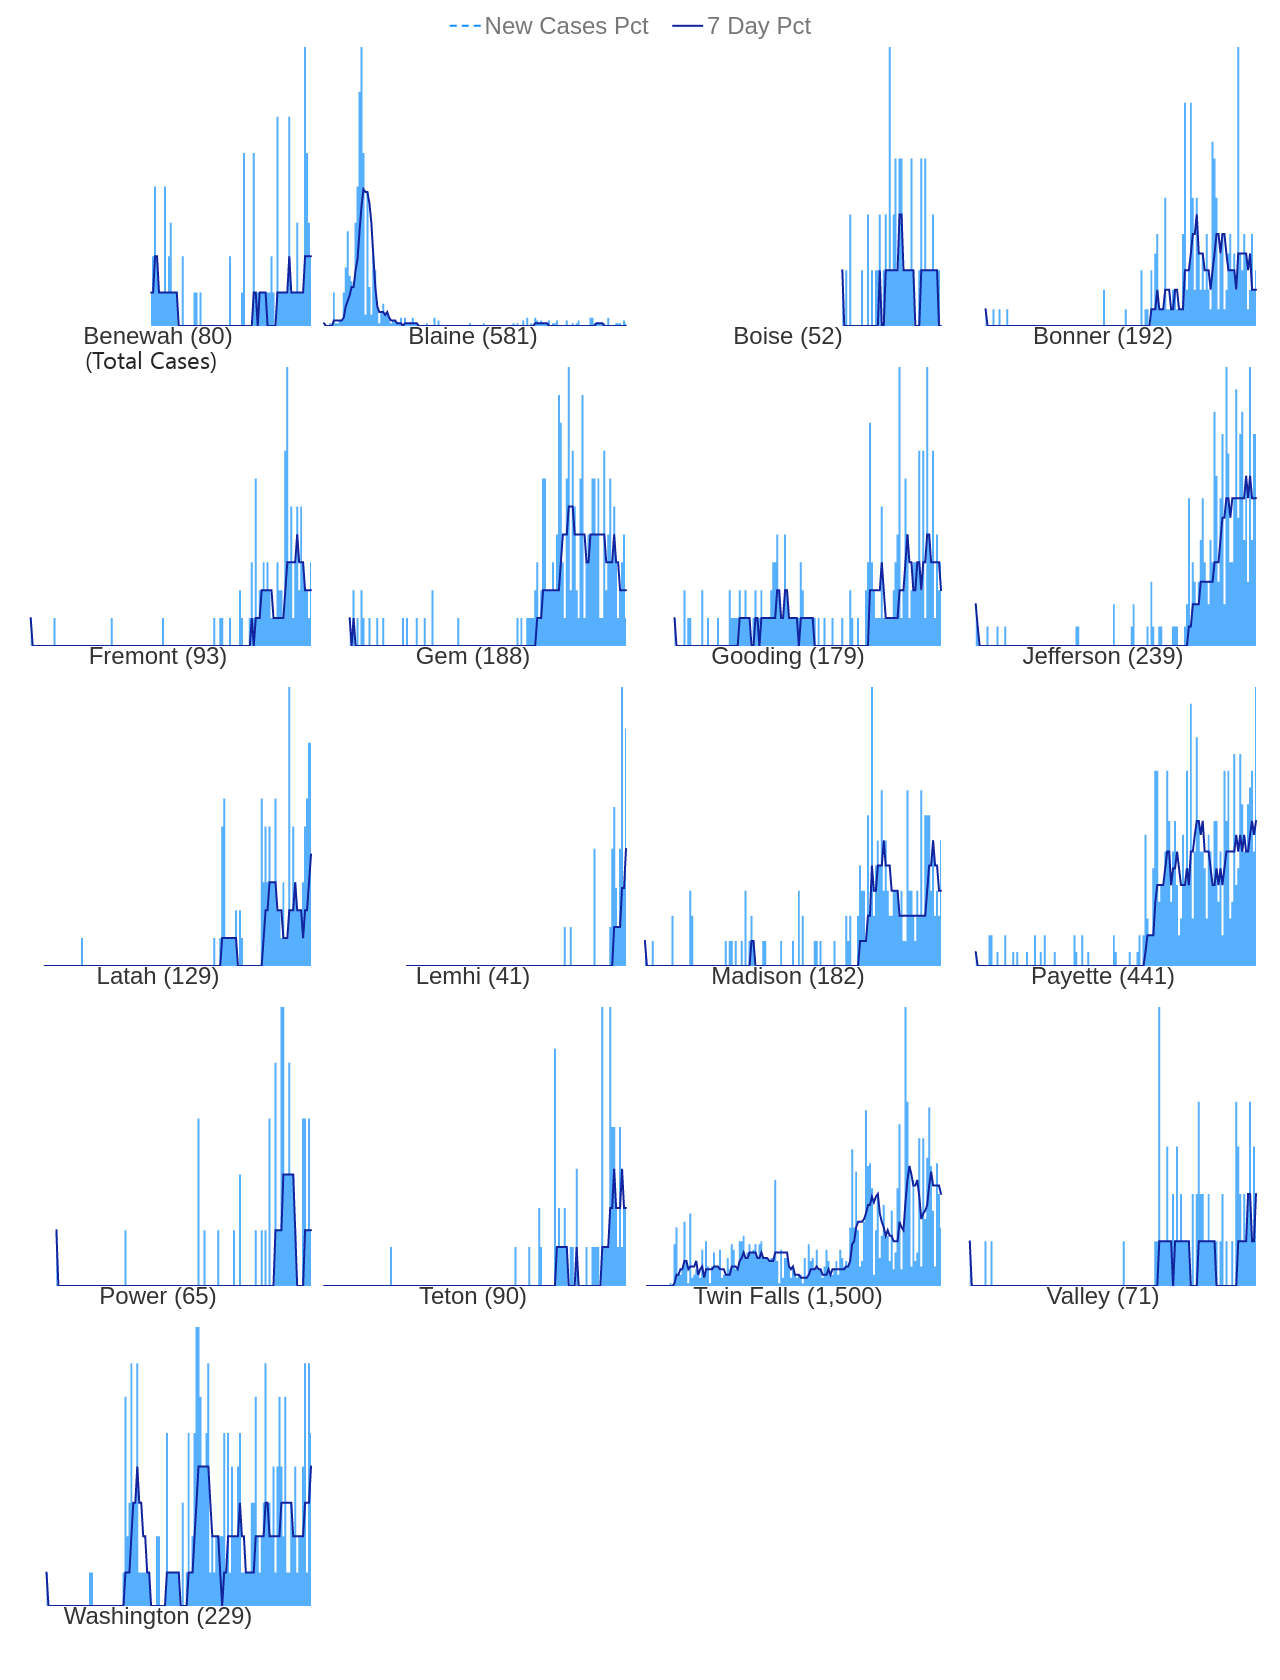 New Cases Pct 7 Day Pct
Benewah (80) Blaine (581) Boise (52) Bonner (192)
(Total Cases)
Fremont (93) Gem (188) Gooding (179) Jefferson (239)
Latah (129) Lemhi (41) Madison (182) Payette (441)
Power (65) Teton (90) Twin Falls (1,500) Valley (71)
Washington (229)